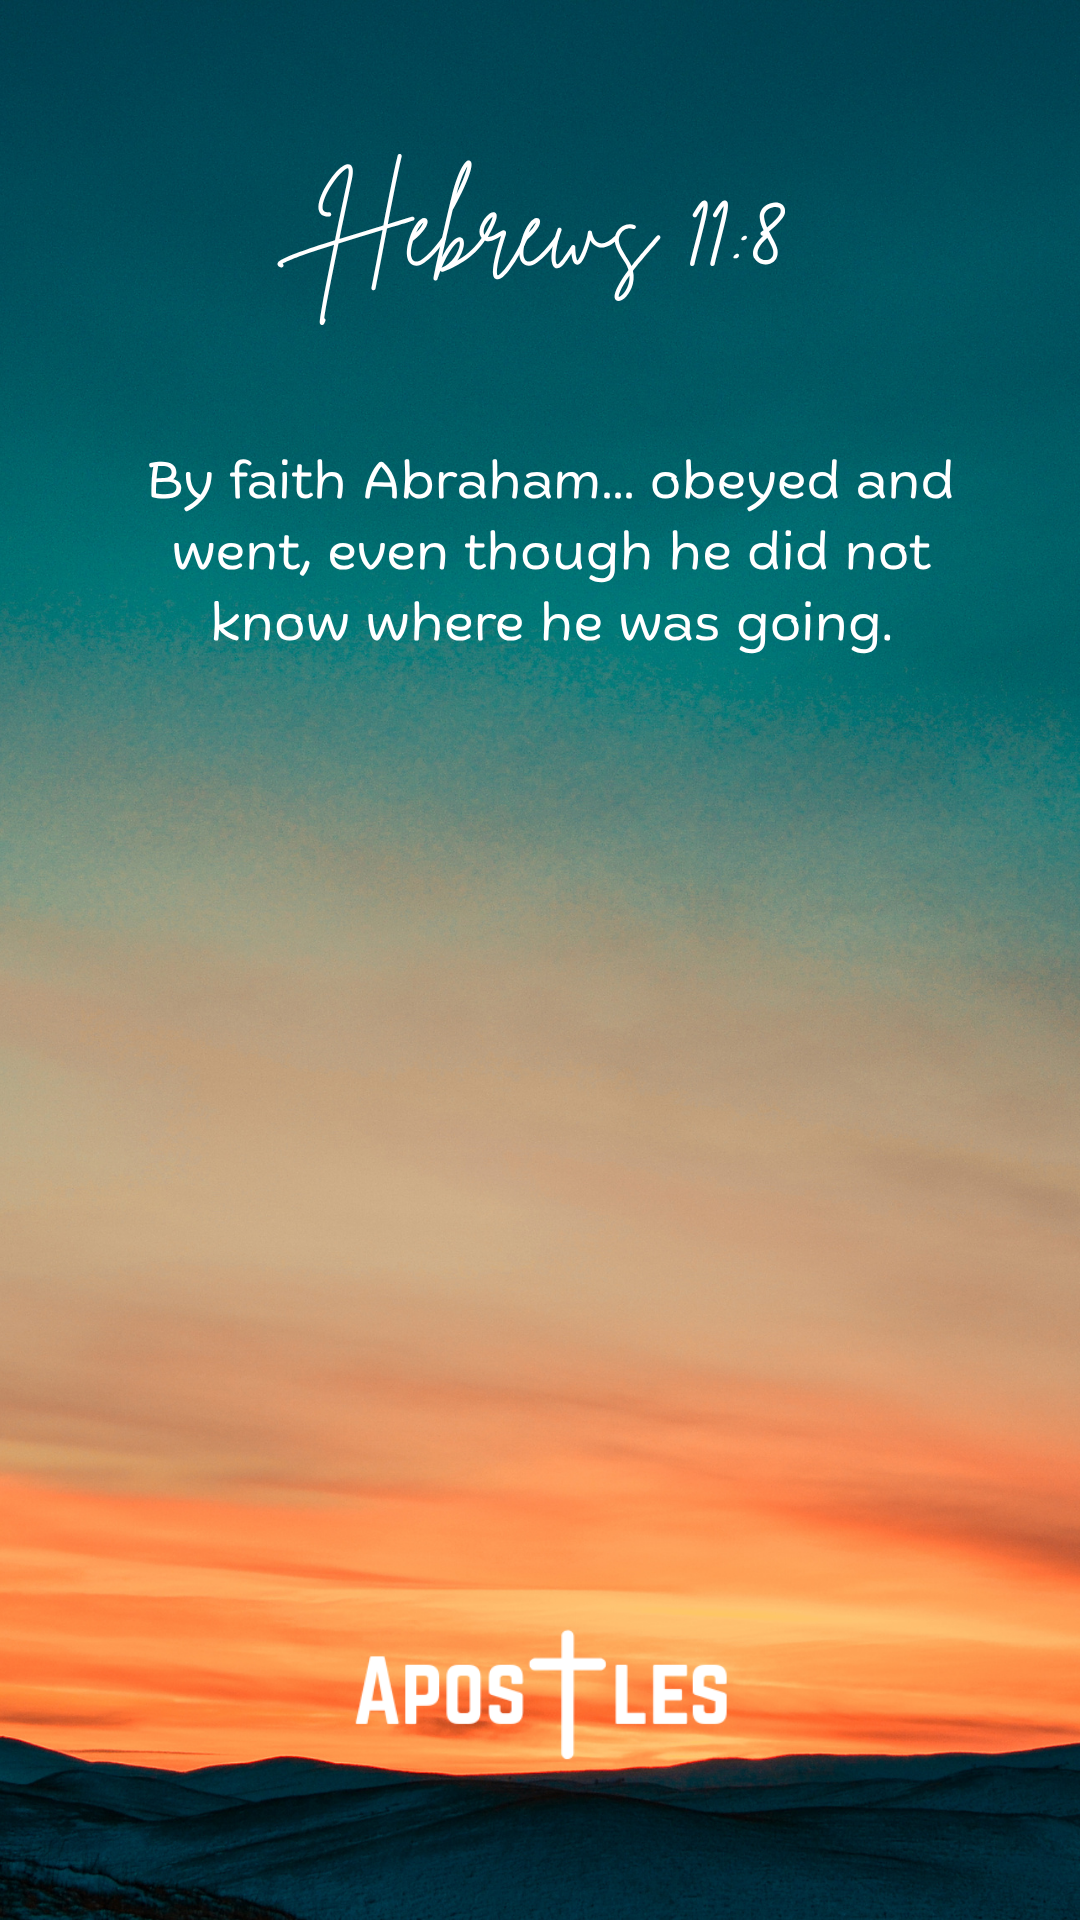 Hebrews 11:8
By faith Abraham... obeyed and
went, even though he did not
know where he was going.
APOSTLES